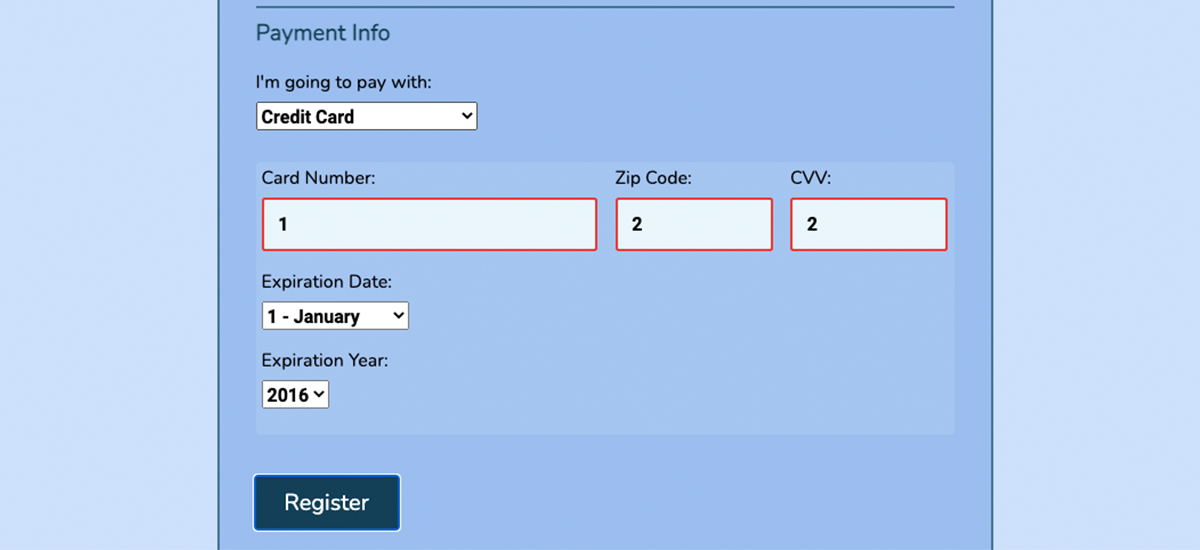 Payment Info
I'm going to pay with:
Credit Card
Card Number: Zip Code: CVV:
1 2 2
Expiration Date:
1 - January
Expiration Year:
2016
Register